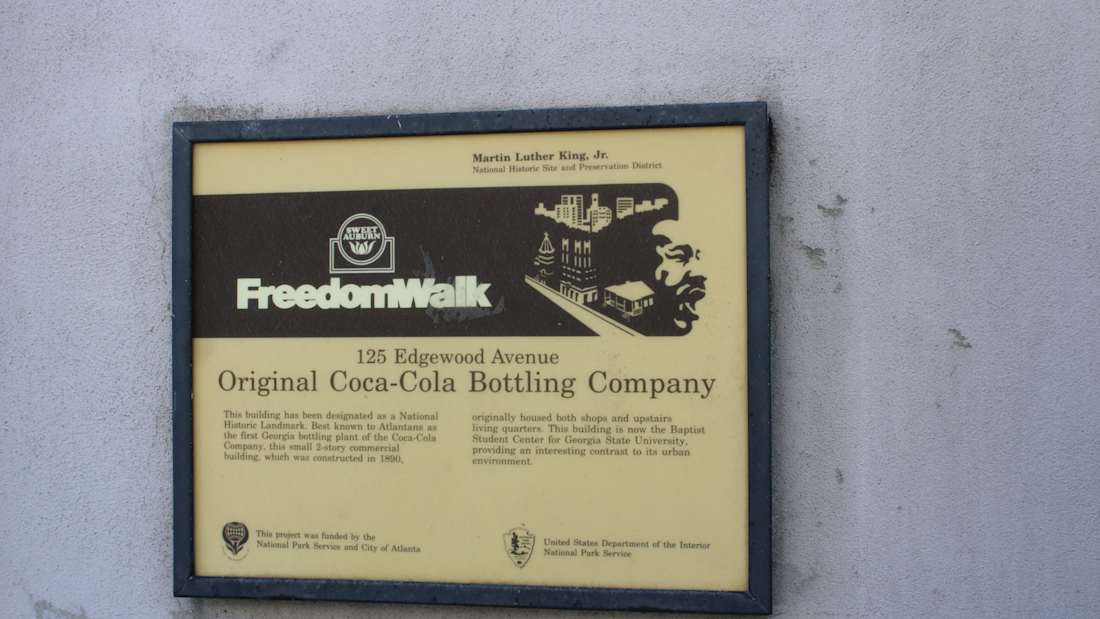 Martin Luther King, Jr.
National Historic Site and Preservation District
SWEET
AUBURN
FreedomWalk
125 Edgewood Avenue
Original Coca-Cola Bottling Company
This building has been designated as a National
Historic Landmark. Best known to Atlantans as
the first Georgia bottling plant of the Coca-Cola
Company, this small 2-story commercial
building, which was constructed in 1890,
originally housed both shops and upstairs
living quarters. This building is now the Baptist
Student Center for Georgia State University,
providing an interesting contrast to its urban
environment.
This project was funded by the
National Park Service and City of Atlanta
United States Department of the Interior
National Park Service